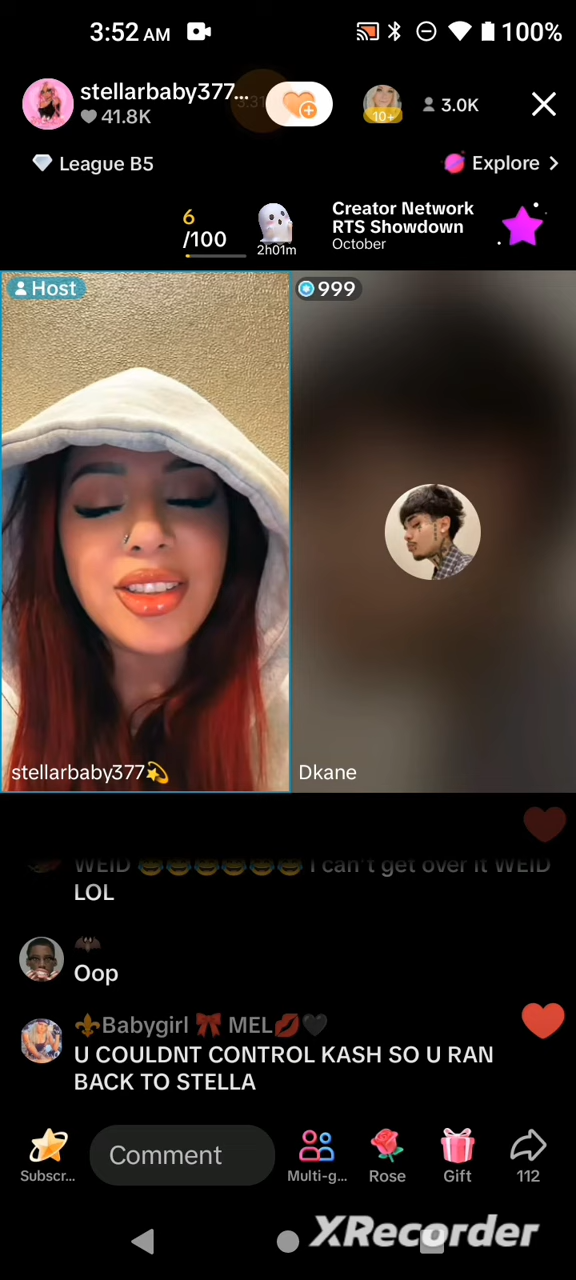 3:52 AM
100%
stellarbaby377...
41.8K
10+
3.0K
League B5
Explore >
6
/100
2h01m
Creator Network
RTS Showdown
October
Host
999
stellarbaby377💫
Dkane
WEID 😂😂😂😂😂😂 I can't get over it WEID
LOL
🦇
Oop
⚜️Babygirl 🎀 MEL💋🖤
U COULDNT CONTROL KASH SO U RAN
BACK TO STELLA
Subscr...
Comment
Multi-g...
Rose
Gift
112
XRecorder